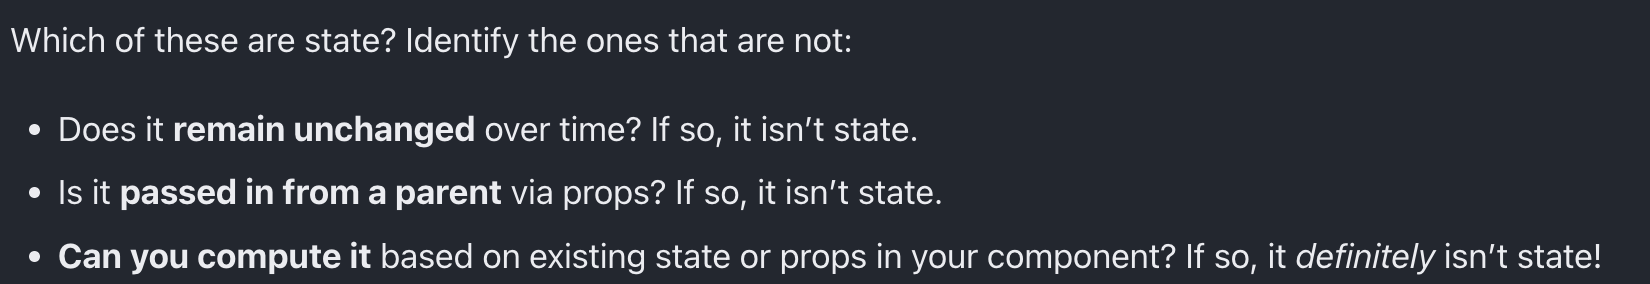 Which of these are state? Identify the ones that are not:
• Does it remain unchanged over time? If so, it isn’t state.
• Is it passed in from a parent via props? If so, it isn’t state.
• Can you compute it based on existing state or props in your component? If so, it definitely isn’t state!